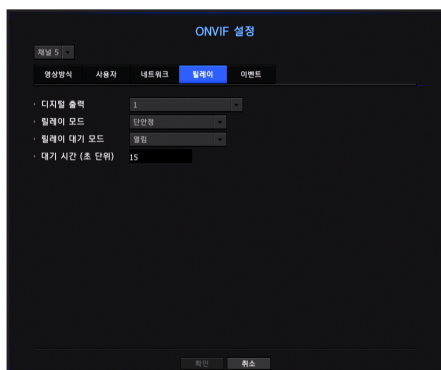 ONVIF 설정
채널 5
영상방식 사용자 네트워크 릴레이 이벤트
디지털 출력 1
릴레이 모드 단안정
릴레이 대기 모드 열림
대기 시간 (초 단위) 15
확인 취소